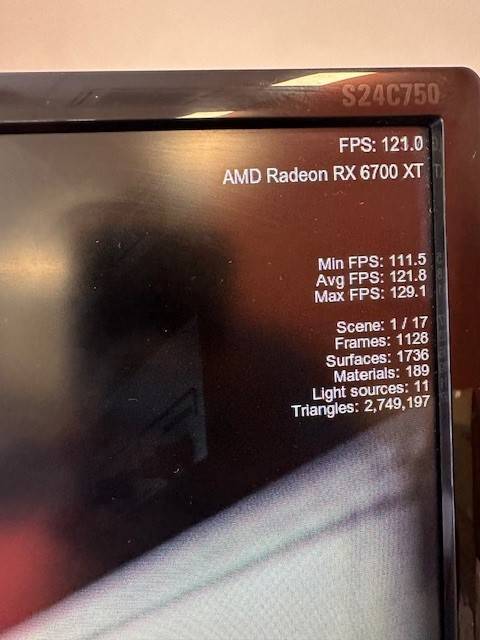 S24C750
FPS: 121.0
AMD Radeon RX 6700 XT
Min FPS: 111.5
Avg FPS: 121.8
Max FPS: 129.1
Scene: 1 / 17
Frames: 1128
Surfaces: 1736
Materials: 189
Light sources: 11
Triangles: 2,749,197